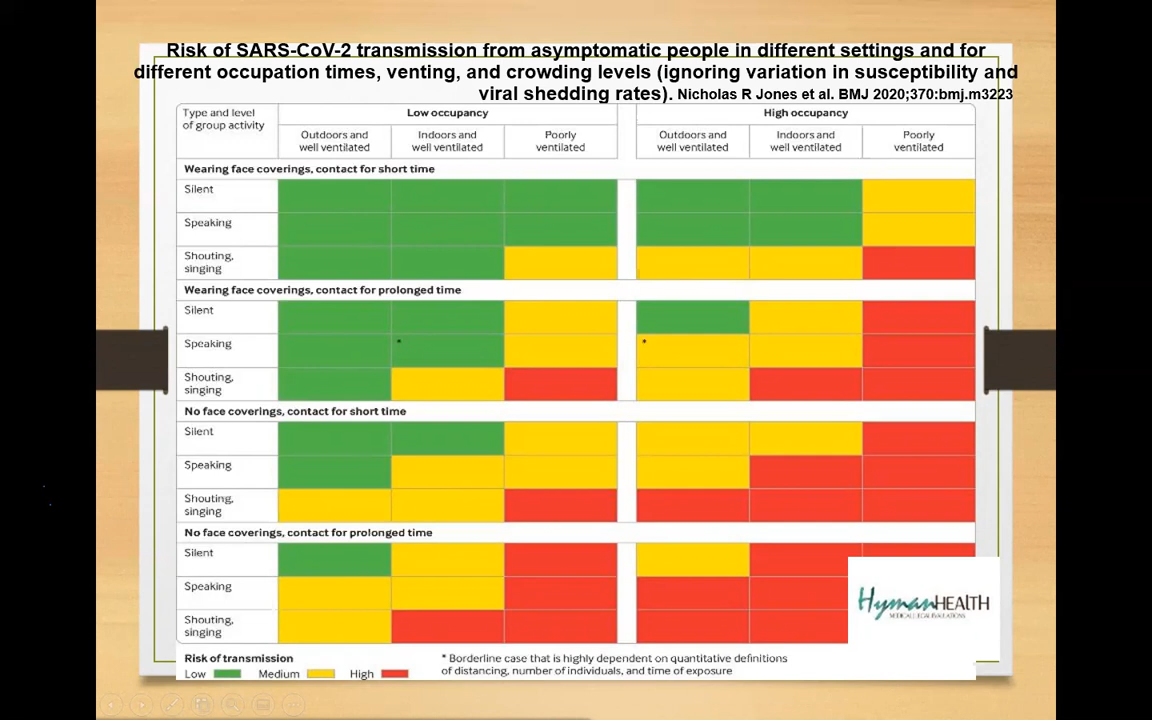 Risk of SARS-CoV-2 transmission from asymptomatic people in different settings and for
different occupation times, venting, and crowding levels (ignoring variation in susceptibility and
viral shedding rates). Nicholas R Jones et al. BMJ 2020;370:bmj.m3223
Type and level
of group activity
Low occupancy
High occupancy
Outdoors and
well ventilated
Indoors and
well ventilated
Poorly
ventilated
Outdoors and
well ventilated
Indoors and
well ventilated
Poorly
ventilated
Wearing face coverings, contact for short time
Silent
Speaking
Shouting,
singing
Wearing face coverings, contact for prolonged time
Silent
Speaking
* *
Shouting,
singing
No face coverings, contact for short time
Silent
Speaking
Shouting,
singing
No face coverings, contact for prolonged time
Silent
Speaking
Shouting,
singing
HymanHEALTH
Risk of transmission
Low Medium High
* Borderline case that is highly dependent on quantitative definitions
of distancing, number of individuals, and time of exposure